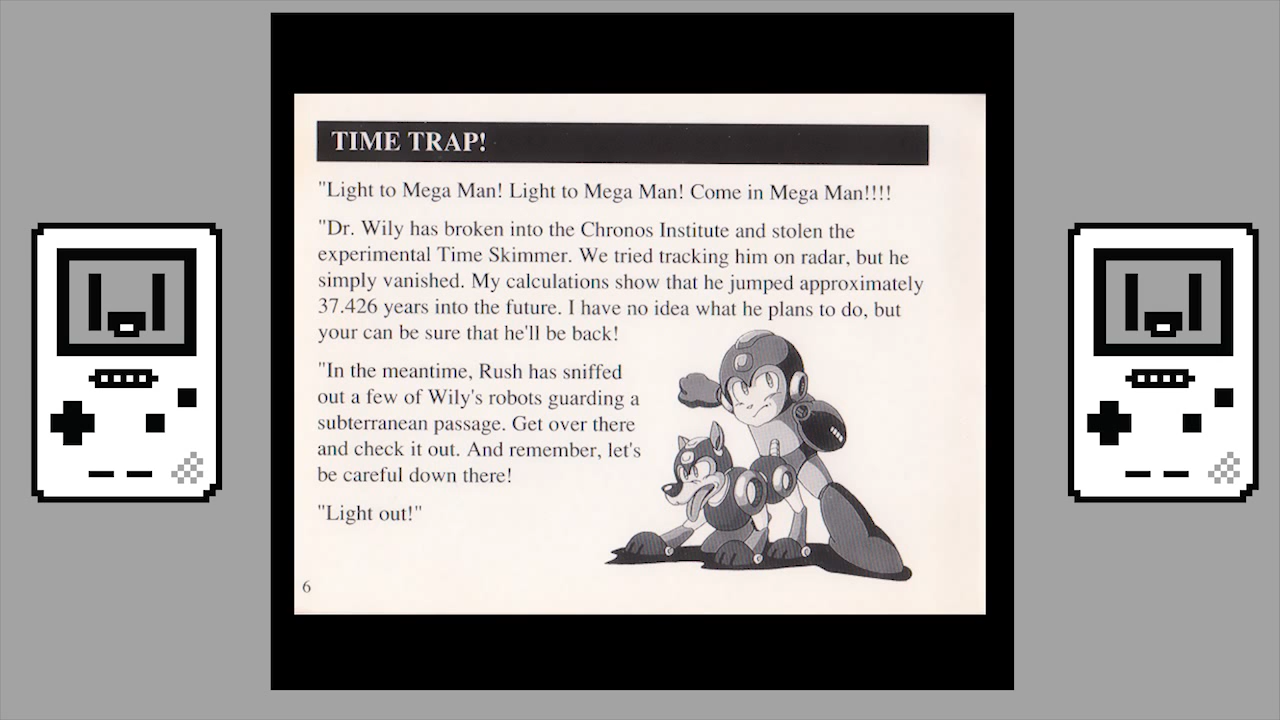 TIME TRAP!
"Light to Mega Man! Light to Mega Man! Come in Mega Man!!!!
"Dr. Wily has broken into the Chronos Institute and stolen the
experimental Time Skimmer. We tried tracking him on radar, but he
simply vanished. My calculations show that he jumped approximately
37.426 years into the future. I have no idea what he plans to do, but
your can be sure that he'll be back!
"In the meantime, Rush has sniffed
out a few of Wily's robots guarding a
subterranean passage. Get over there
and check it out. And remember, let's
be careful down there!
"Light out!"
6